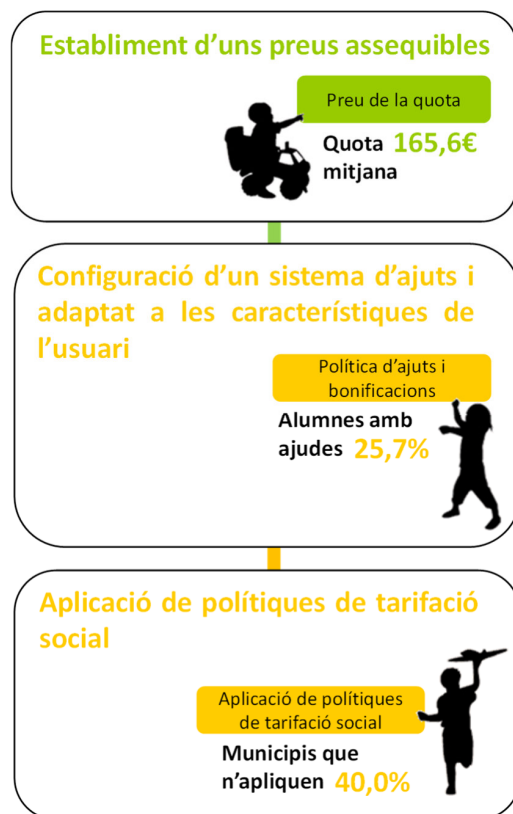 Establiment d’uns preus assequibles
Preu de la quota
Quota 165,6€
mitjana
Configuració d’un sistema d’ajuts i
adaptat a les característiques de
l’usuari
Política d’ajuts i
bonificacions
Alumnes amb
ajudes 25,7%
Aplicació de polítiques de tarifació
social
Aplicació de polítiques
de tarifació social
Municipis que
n’apliquen 40,0%